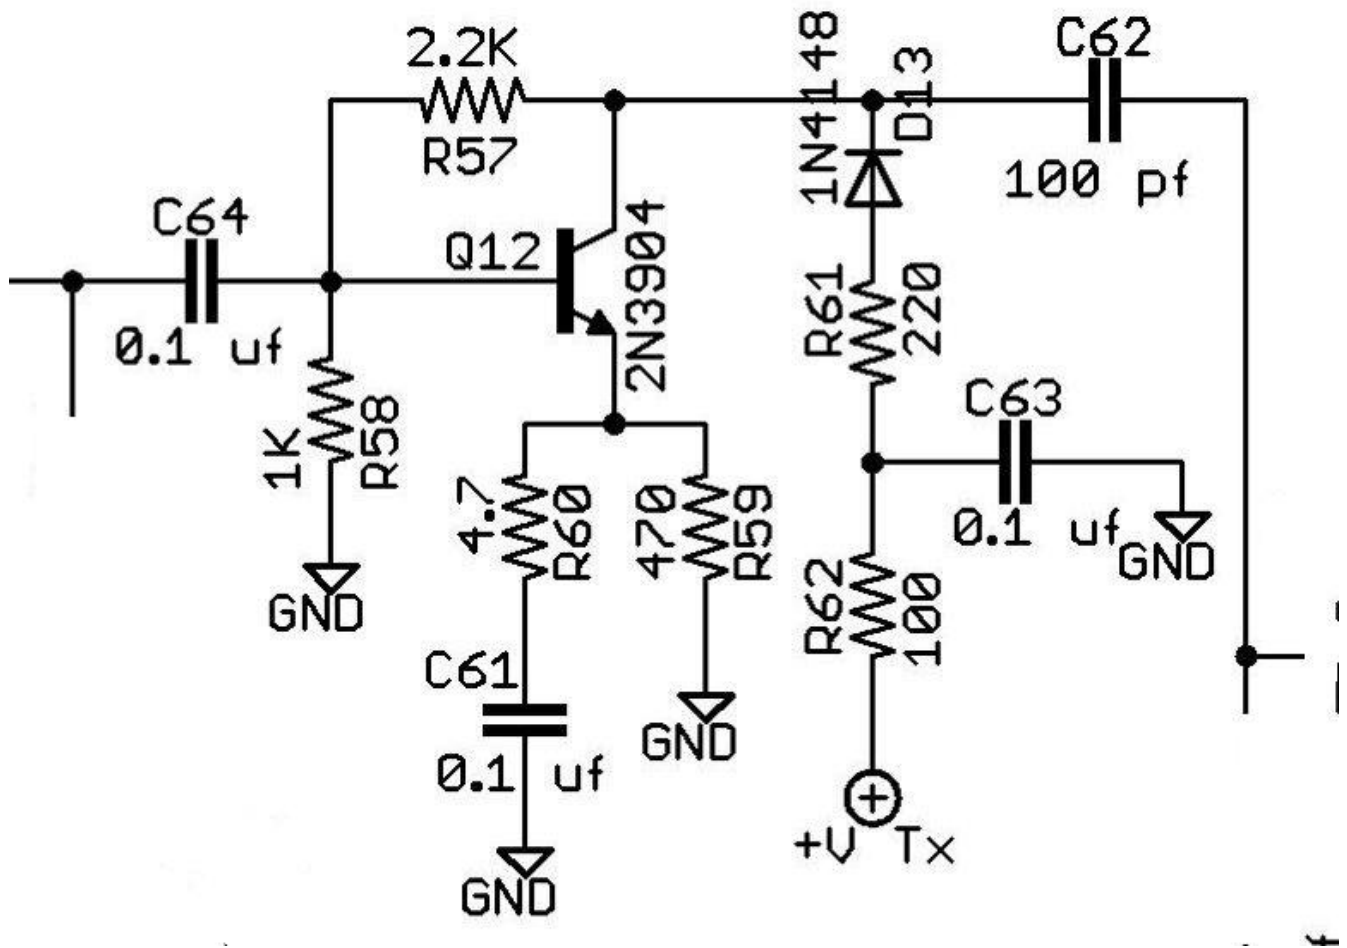 2.2K
R57
1N4148
D13
C62
100 pf
C64
0.1 uf
Q12
2N3904
1K
R58
GND
R61
220
C63
0.1 uf
GND
4.7
R60
470
R59
GND
R62
100
C61
0.1 uf
GND
+V Tx